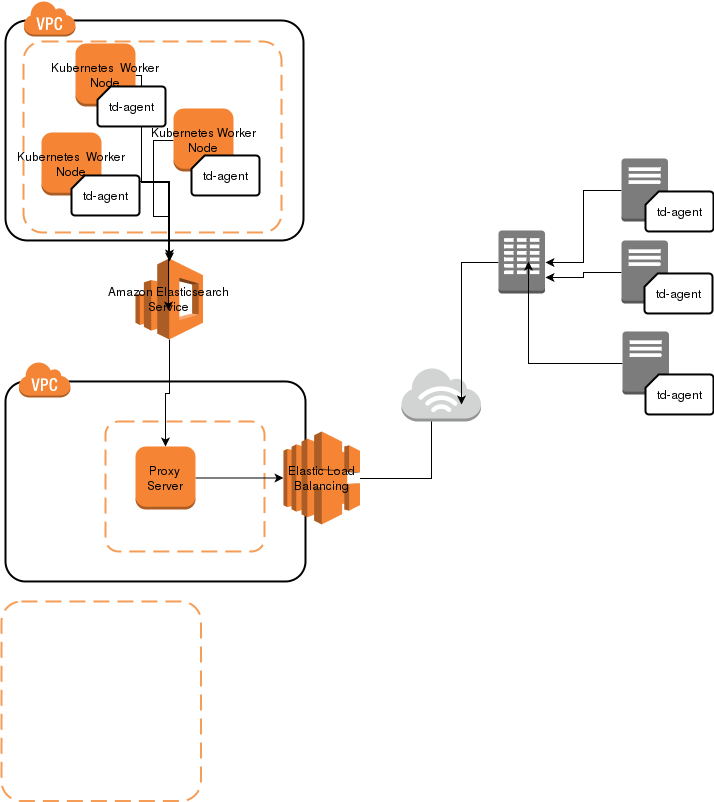 VPC
Kubernetes Worker
Node
td-agent
Kubernetes Worker
Node
td-agent
Kubernetes Worker
Node
td-agent
Amazon Elasticsearch
Service
VPC
Proxy
Server
Elastic Load
Balancing
td-agent
td-agent
td-agent